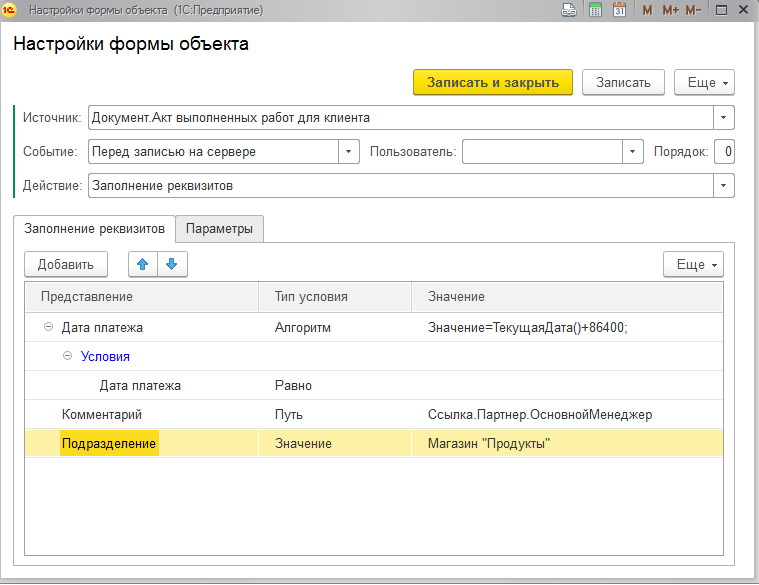 Настройки формы объекта (1С:Предприятие)
31 M M+ M-
Настройки формы объекта
Записать и закрыть Записать Еще
Источник: Документ.Акт выполненных работ для клиента
Событие: Перед записью на сервере Пользователь: Порядок: 0
Действие: Заполнение реквизитов
Заполнение реквизитов Параметры
Добавить Еще
Представление Тип условия Значение
Дата платежа Алгоритм Значение=ТекущаяДата()+86400;
Условия
Дата платежа Равно
Комментарий Путь Ссылка.Партнер.ОсновнойМенеджер
Подразделение Значение Магазин "Продукты"